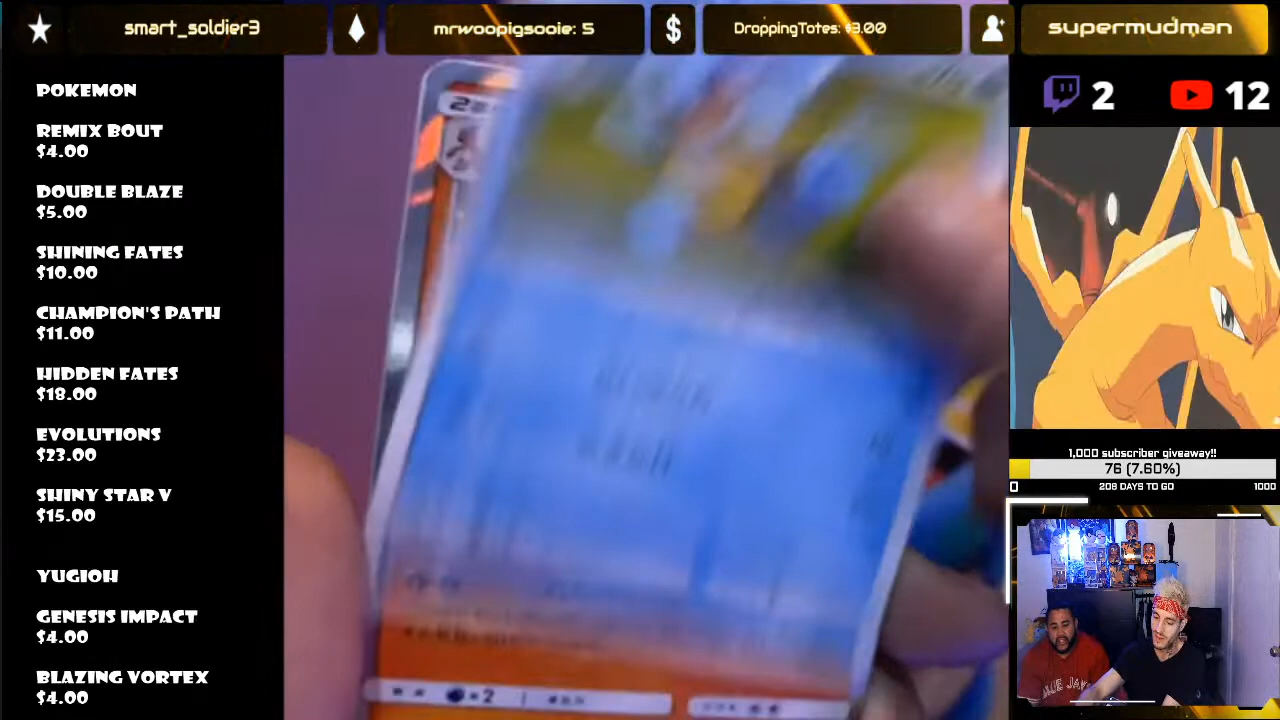 smart_soldier3
mrwoopigsooie: 5
$
DroppingTotes: $3.00
supermudman
2
12
POKEMON
REMIX BOUT
$4.00
DOUBLE BLAZE
$5.00
SHINING FATES
$10.00
CHAMPION'S PATH
$11.00
HIDDEN FATES
$18.00
EVOLUTIONS
$23.00
SHINY STAR V
$15.00
YUGIOH
GENESIS IMPACT
$4.00
BLAZING VORTEX
$4.00
1,000 subscriber giveaway!!
76 (7.60%)
0
208 DAYS TO GO
1000
×2